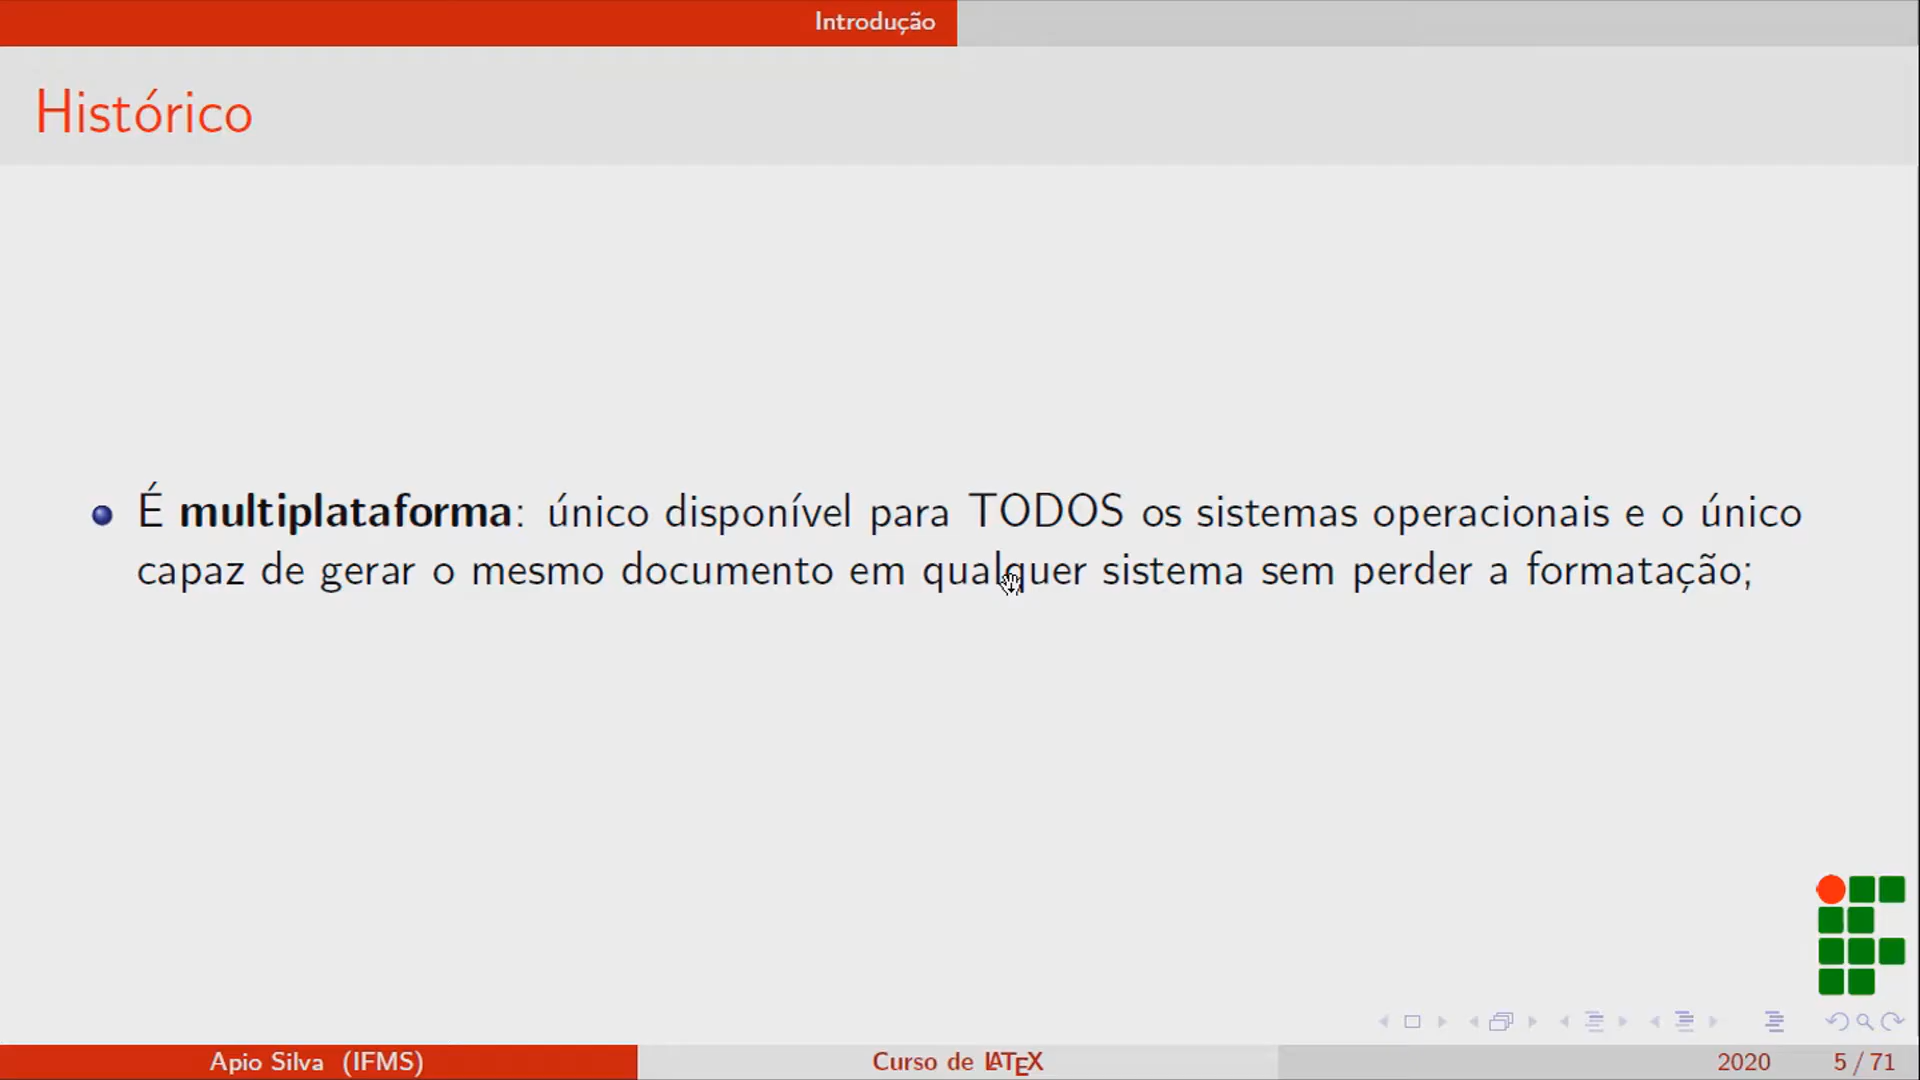 Introdução
Histórico
É multiplataforma: único disponível para TODOS os sistemas operacionais e o único
capaz de gerar o mesmo documento em qualquer sistema sem perder a formatação;
Apio Silva (IFMS) Curso de LATEX 2020 5 / 71